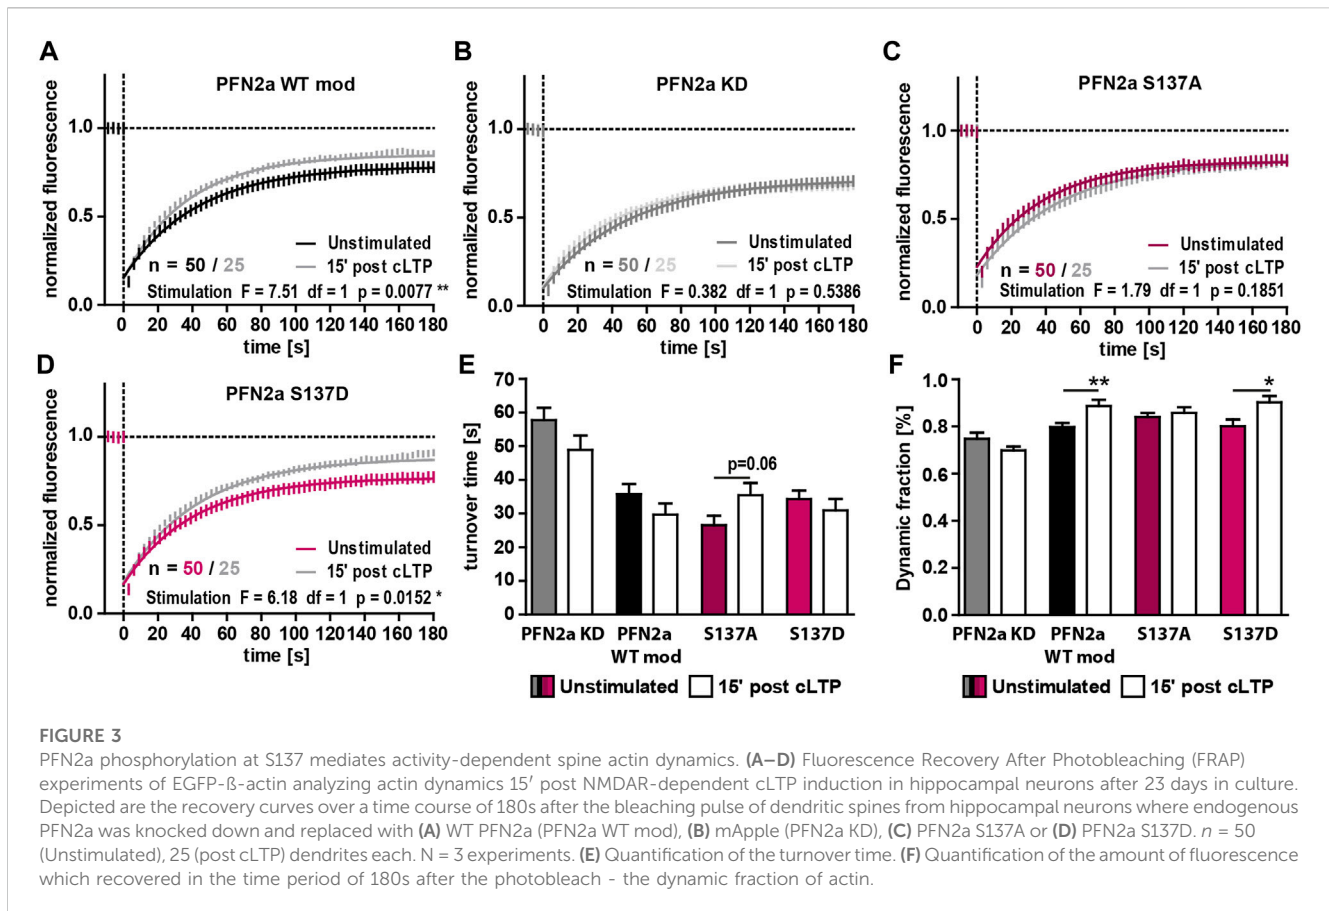 A
PFN2a WT mod
normalized fluorescence
1.0
0.5
0.0
Unstimulated
15' post cLTP
n = 50 / 25
Stimulation F = 7.51 df = 1 p = 0.0077 **
0 20 40 60 80 100 120 140 160 180
time [s]
B
PFN2a KD
normalized fluorescence
1.0
0.5
0.0
Unstimulated
15' post cLTP
n = 50 / 25
Stimulation F = 0.382 df = 1 p = 0.5386
0 20 40 60 80 100 120 140 160 180
time [s]
C
PFN2a S137A
normalized fluorescence
1.0
0.5
0.0
Unstimulated
15' post cLTP
n = 50 / 25
Stimulation F = 1.79 df = 1 p = 0.1851
0 20 40 60 80 100 120 140 160 180
time [s]
D
PFN2a S137D
normalized fluorescence
1.0
0.5
0.0
Unstimulated
15' post cLTP
n = 50 / 25
Stimulation F = 6.18 df = 1 p = 0.0152 *
0 20 40 60 80 100 120 140 160 180
time [s]
E
turnover time [s]
70
60
50
40
30
20
10
0
p=0.06
PFN2a KD PFN2a S137A S137D
WT mod
Unstimulated 15' post cLTP
F
Dynamic fraction [%]
1.0
0.8
0.6
0.4
0.2
0.0
** *
PFN2a KD PFN2a S137A S137D
WT mod
Unstimulated 15' post cLTP
FIGURE 3
PFN2a phosphorylation at S137 mediates activity-dependent spine actin dynamics. (A–D) Fluorescence Recovery After Photobleaching (FRAP)
experiments of EGFP-ß-actin analyzing actin dynamics 15′ post NMDAR-dependent cLTP induction in hippocampal neurons after 23 days in culture.
Depicted are the recovery curves over a time course of 180s after the bleaching pulse of dendritic spines from hippocampal neurons where endogenous
PFN2a was knocked down and replaced with (A) WT PFN2a (PFN2a WT mod), (B) mApple (PFN2a KD), (C) PFN2a S137A or (D) PFN2a S137D. n = 50
(Unstimulated), 25 (post cLTP) dendrites each. N = 3 experiments. (E) Quantification of the turnover time. (F) Quantification of the amount of fluorescence
which recovered in the time period of 180s after the photobleach - the dynamic fraction of actin.